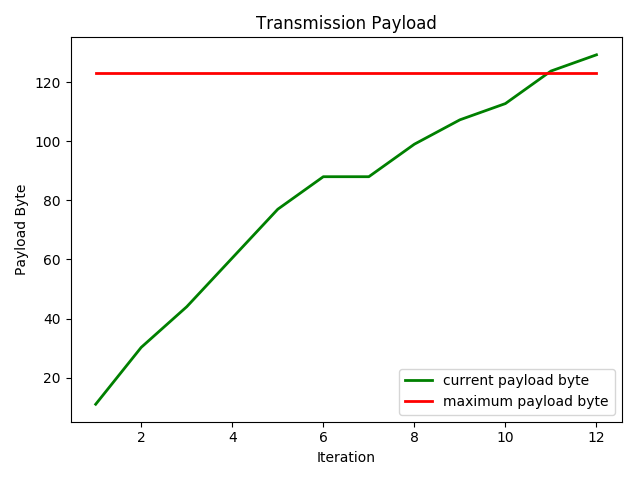 Transmission Payload
120
100
80
60
40
20
Payload Byte
2 4 6 8 10 12
Iteration
current payload byte
maximum payload byte